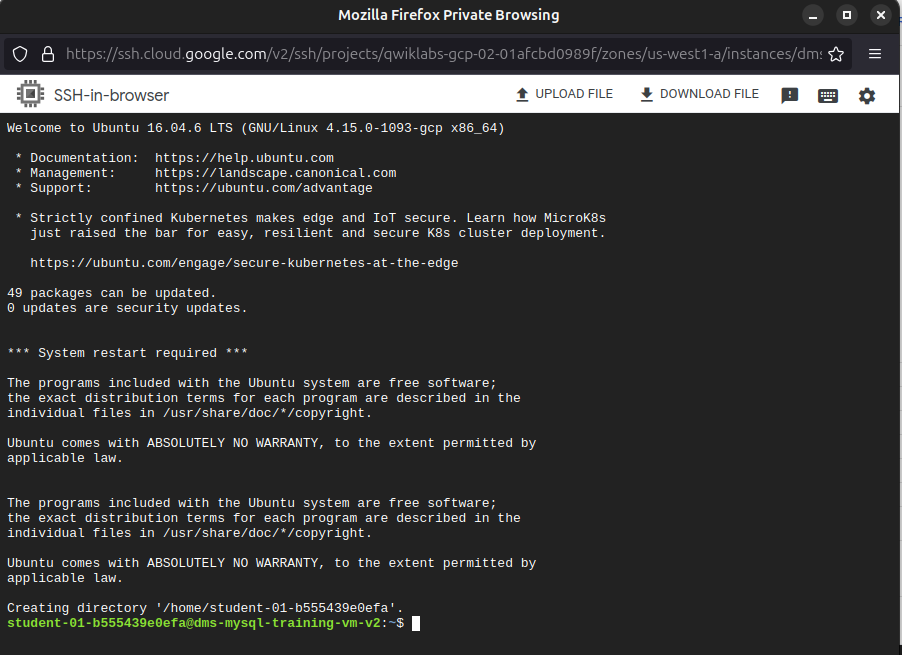 Mozilla Firefox Private Browsing
https://ssh.cloud.google.com/v2/ssh/projects/qwiklabs-gcp-02-01afcbd0989f/zones/us-west1-a/instances/dms
SSH-in-browser
UPLOAD FILE
DOWNLOAD FILE
Welcome to Ubuntu 16.04.6 LTS (GNU/Linux 4.15.0-1093-gcp x86_64)
* Documentation:  https://help.ubuntu.com
* Management:     https://landscape.canonical.com
* Support:        https://ubuntu.com/advantage
* Strictly confined Kubernetes makes edge and IoT secure. Learn how MicroK8s
just raised the bar for easy, resilient and secure K8s cluster deployment.
https://ubuntu.com/engage/secure-kubernetes-at-the-edge
49 packages can be updated.
0 updates are security updates.
*** System restart required ***
The programs included with the Ubuntu system are free software;
the exact distribution terms for each program are described in the
individual files in /usr/share/doc/*/copyright.
Ubuntu comes with ABSOLUTELY NO WARRANTY, to the extent permitted by
applicable law.
The programs included with the Ubuntu system are free software;
the exact distribution terms for each program are described in the
individual files in /usr/share/doc/*/copyright.
Ubuntu comes with ABSOLUTELY NO WARRANTY, to the extent permitted by
applicable law.
Creating directory '/home/student-01-b555439e0efa'.
student-01-b555439e0efa@dms-mysql-training-vm-v2:~$